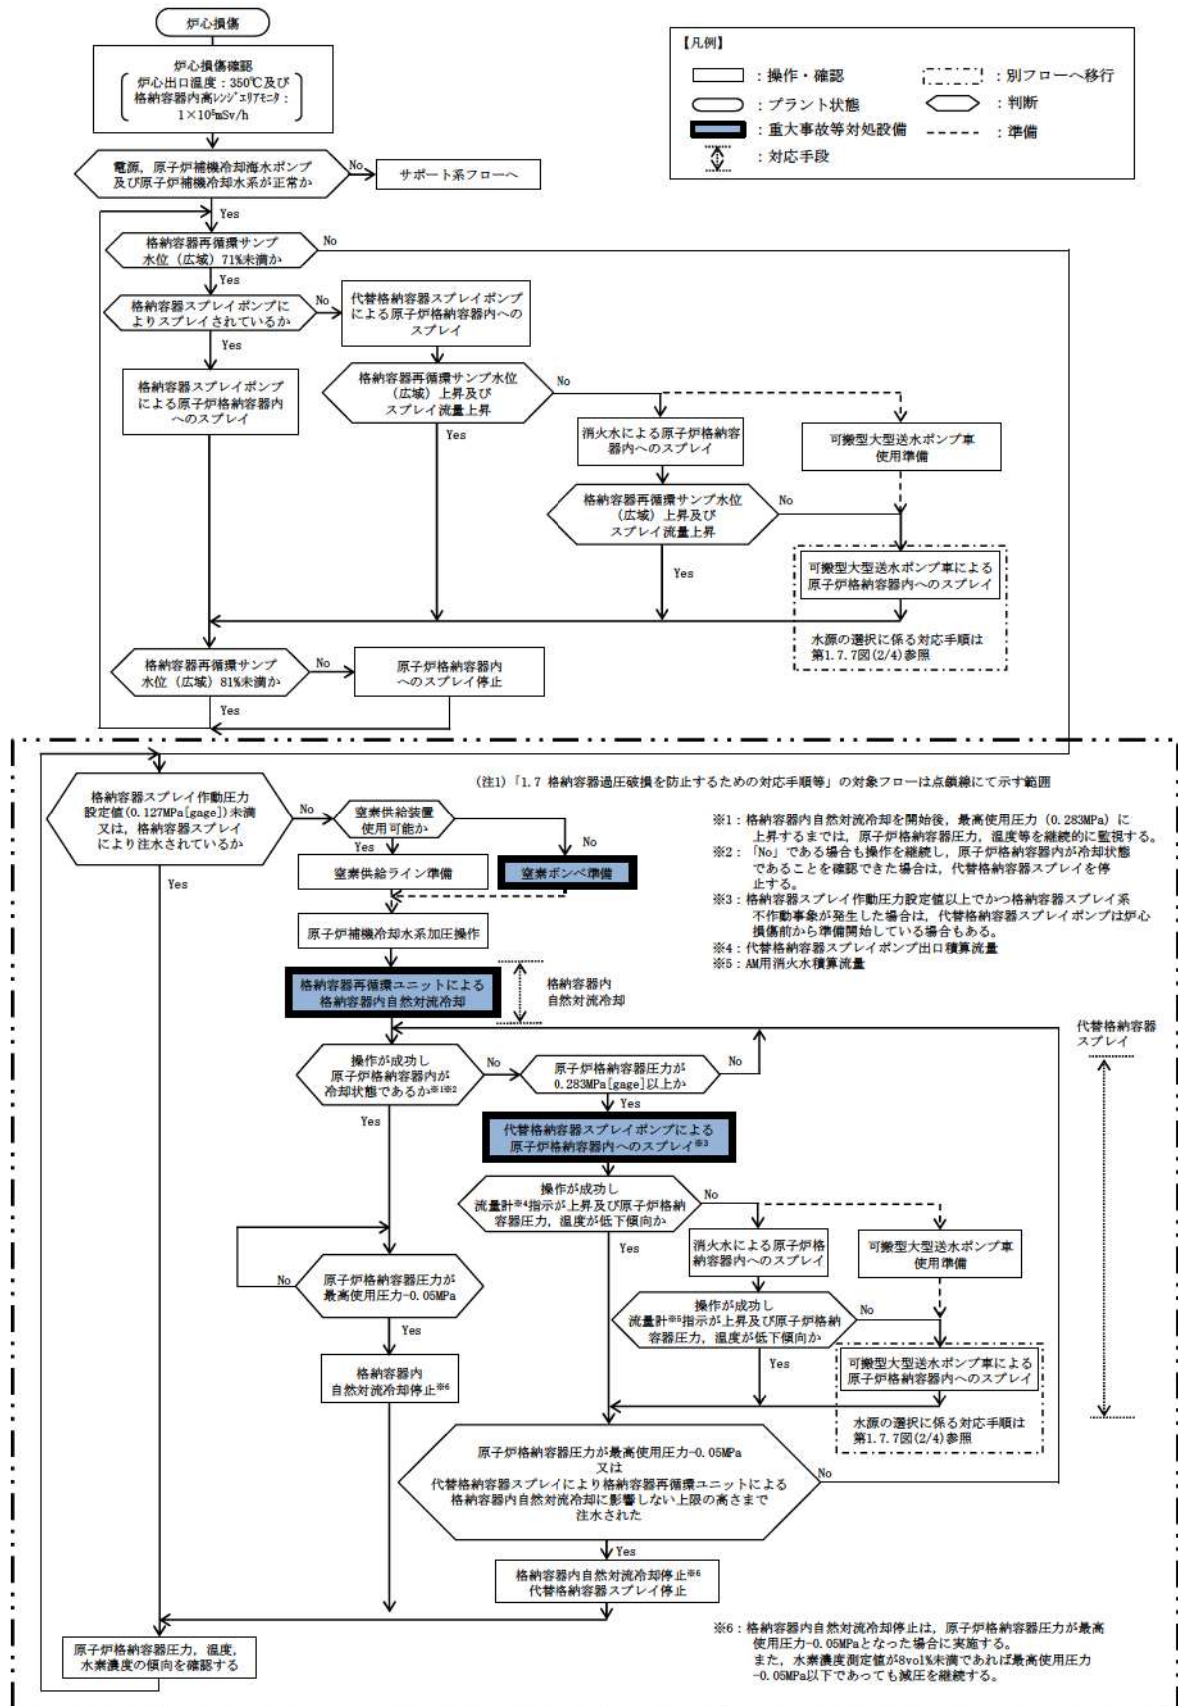 炉心損傷
炉心損傷確認
炉心出口温度：350℃及び
格納容器内高ﾚﾝｼﾞｴﾘｱﾓﾆﾀ：
1×10⁵mSv/h
【凡例】
：操作・確認
：プラント状態
：重大事故等対処設備
：対応手段
：別フローへ移行
：判断
：準備
電源，原子炉補機冷却海水ポンプ
及び原子炉補機冷却水系が正常か
No
サポート系フローへ
Yes
格納容器再循環サンプ
水位（広域）71%未満か
No
Yes
格納容器スプレイポンプに
よりスプレイされているか
No
代替格納容器スプレイポンプ
による原子炉格納容器内への
スプレイ
Yes
格納容器スプレイポンプ
による原子炉格納容器内
へのスプレイ
格納容器再循環サンプ水位
（広域）上昇及び
スプレイ流量上昇
No
Yes
消火水による原子炉格納容
器内へのスプレイ
可搬型大型送水ポンプ車
使用準備
格納容器再循環サンプ水位
（広域）上昇及び
スプレイ流量上昇
No
Yes
可搬型大型送水ポンプ車による
原子炉格納容器内へのスプレイ
水源の選択に係る対応手順は
第1.7.7図(2/4)参照
格納容器再循環サンプ
水位（広域）81%未満か
No
原子炉格納容器内
へのスプレイ停止
Yes
(注1)「1.7 格納容器過圧破損を防止するための対応手順等」の対象フローは点鎖線にて示す範囲
格納容器スプレイ作動圧力
設定値(0.127MPa[gage])未満
又は，格納容器スプレイ
により注水されているか
No
Yes
窒素供給装置
使用可能か
Yes
No
窒素供給ライン準備
窒素ボンベ準備
原子炉補機冷却水系加圧操作
格納容器再循環ユニットによる
格納容器内自然対流冷却
格納容器内
自然対流冷却
※1：格納容器内自然対流冷却を開始後，最高使用圧力（0.283MPa）に
上昇するまでは，原子炉格納容器圧力，温度等を継続的に監視する。
※2：「No」である場合も操作を継続し，原子炉格納容器内が冷却状態
であることを確認できた場合は，代替格納容器スプレイを停
止する。
※3：格納容器スプレイ作動圧力設定値以上でかつ格納容器スプレイ系
不作動事象が発生した場合は，代替格納容器スプレイポンプは炉心
損傷前から準備開始している場合もある。
※4：代替格納容器スプレイポンプ出口積算流量
※5：AM用消火水積算流量
代替格納容器
スプレイ
操作が成功し
原子炉格納容器内が
冷却状態であるか※1※2
No
Yes
原子炉格納容器圧力が
0.283MPa[gage]以上か
No
Yes
代替格納容器スプレイポンプによる
原子炉格納容器内へのスプレイ※3
操作が成功し
流量計※4指示が上昇及び原子炉格納
容器圧力，温度が低下傾向か
No
Yes
消火水による原子炉格
納容器内へのスプレイ
可搬型大型送水ポンプ車
使用準備
原子炉格納容器圧力が
最高使用圧力-0.05MPa
No
Yes
操作が成功し
流量計※5指示が上昇及び原子炉格納
容器圧力，温度が低下傾向か
No
Yes
可搬型大型送水ポンプ車による
原子炉格納容器内へのスプレイ
水源の選択に係る対応手順は
第1.7.7図(2/4)参照
格納容器内
自然対流冷却停止※6
原子炉格納容器圧力が最高使用圧力-0.05MPa
又は
代替格納容器スプレイにより格納容器再循環ユニットによる
格納容器内自然対流冷却に影響しない上限の高さまで
注水された
No
Yes
格納容器内自然対流冷却停止※6
代替格納容器スプレイ停止
原子炉格納容器圧力，温度，
水素濃度の傾向を確認する
※6：格納容器内自然対流冷却停止は，原子炉格納容器圧力が最高
使用圧力-0.05MPaとなった場合に実施する。
また，水素濃度測定値が8vol%未満であれば最高使用圧力
-0.05MPa以下であっても減圧を継続する。